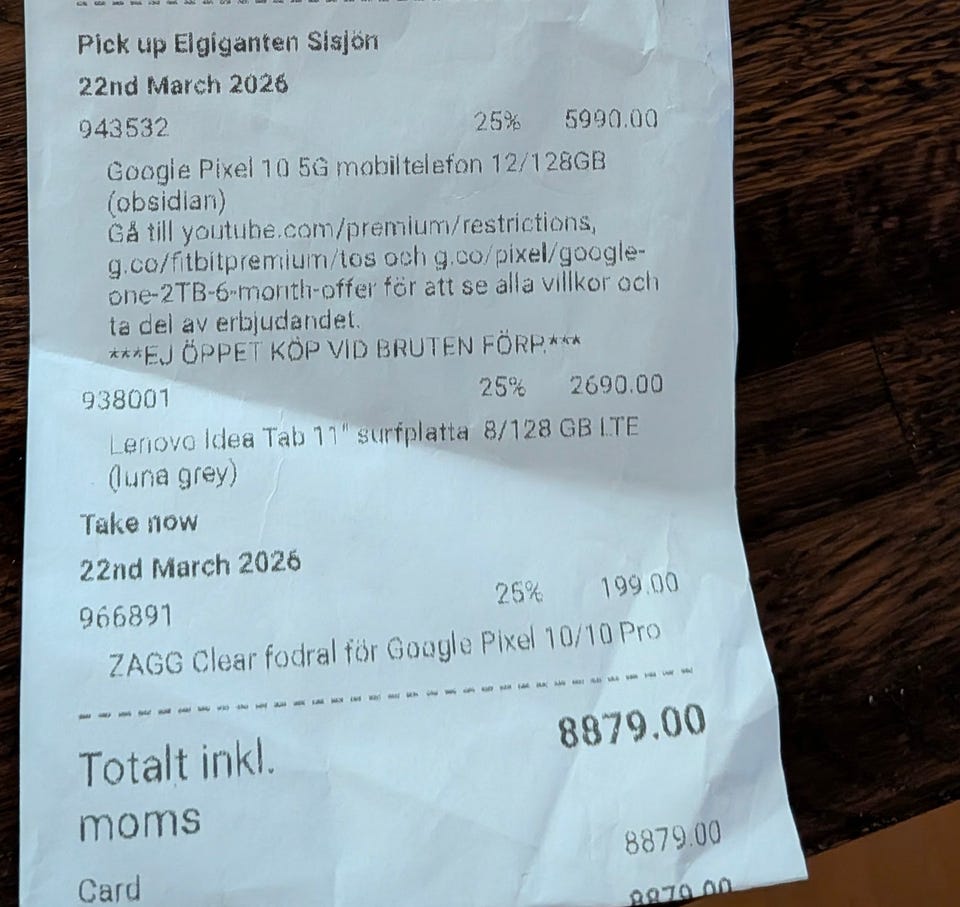 Pick up Elgiganten Sisjön
22nd March 2026
943532 25% 5990.00
Google Pixel 10 5G mobiltelefon 12/128GB
(obsidian)
Gå till youtube.com/premium/restrictions,
g.co/fitbitpremium/tos och g.co/pixel/google-
one-2TB-6-month-offer för att se alla villkor och
ta del av erbjudandet.
***EJ ÖPPET KÖP VID BRUTEN FÖRP.***
938001 25% 2690.00
Lenovo Idea Tab 11" surfplatta 8/128 GB LTE
(luna grey)
Take now
22nd March 2026
966891 25% 199.00
ZAGG Clear fodral för Google Pixel 10/10 Pro
Totalt inkl. 8879.00
moms
8879.00
Card 8879.00